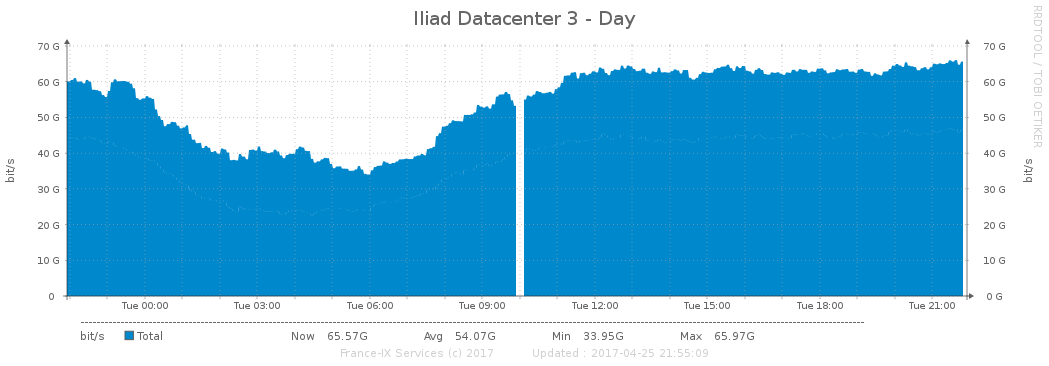 Iliad Datacenter 3 - Day
RRDTOOL / TOBI OETIKER
70 G 70 G
60 G 60 G
50 G 50 G
40 G 40 G
30 G 30 G
20 G 20 G
10 G 10 G
0 0 G
bit/s bit/s
Tue 00:00 Tue 03:00 Tue 06:00 Tue 09:00 Tue 12:00 Tue 15:00 Tue 18:00 Tue 21:00
bit/s Total Now 65.57G Avg 54.07G Min 33.95G Max 65.97G
France-IX Services (c) 2017 Updated : 2017-04-25 21:55:09